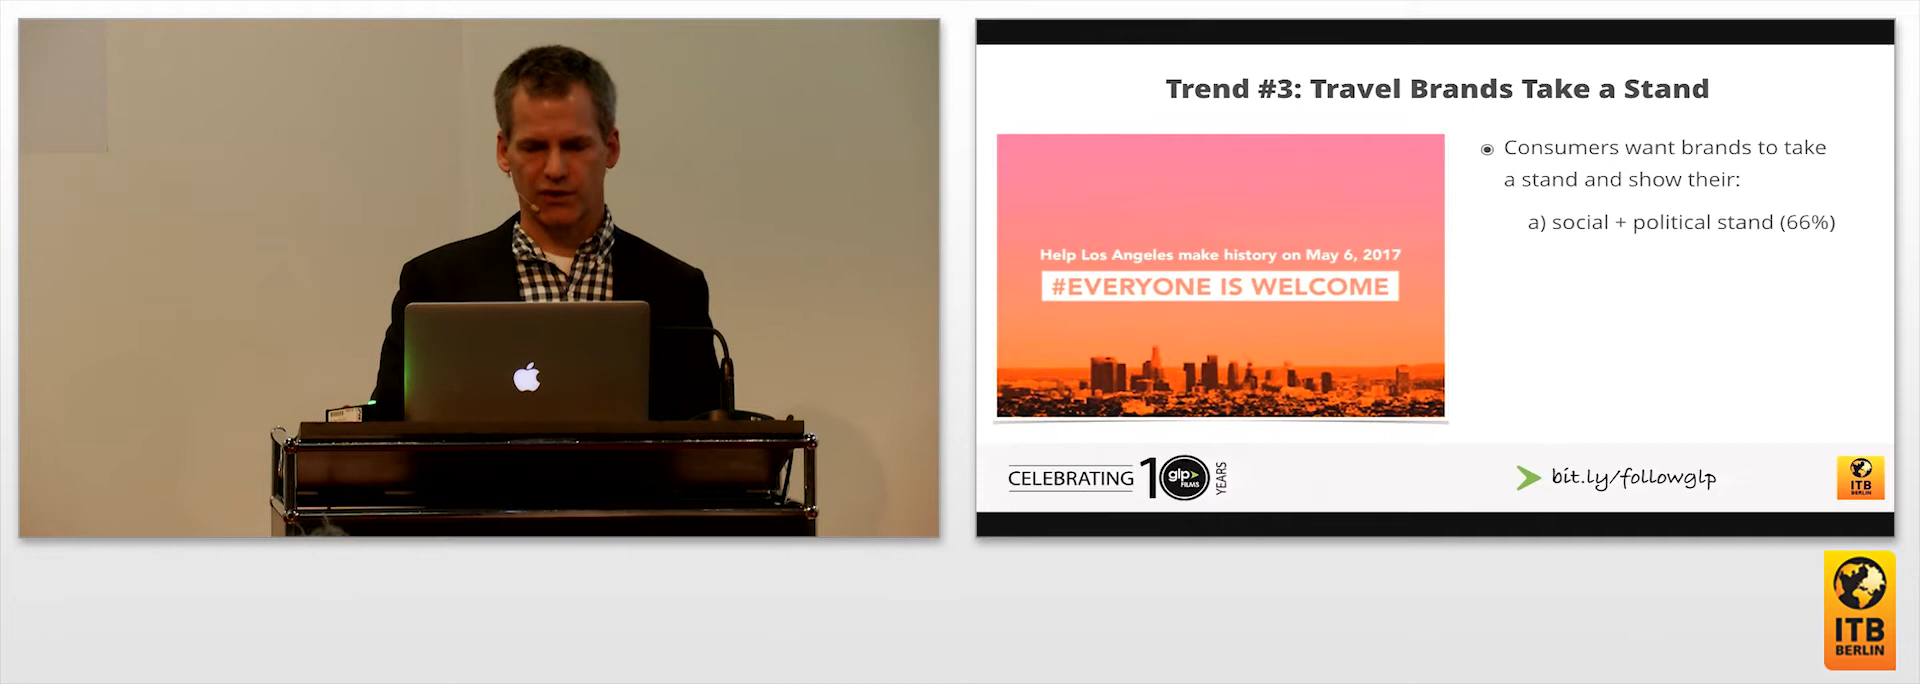 Trend #3: Travel Brands Take a Stand
Help Los Angeles make history on May 6, 2017
#EVERYONE IS WELCOME
◉ Consumers want brands to take
a stand and show their:
a) social + political stand (66%)
CELEBRATING 10 YEARS
glp
FILMS
bit.ly/followglp
ITB
BERLIN
ITB
BERLIN